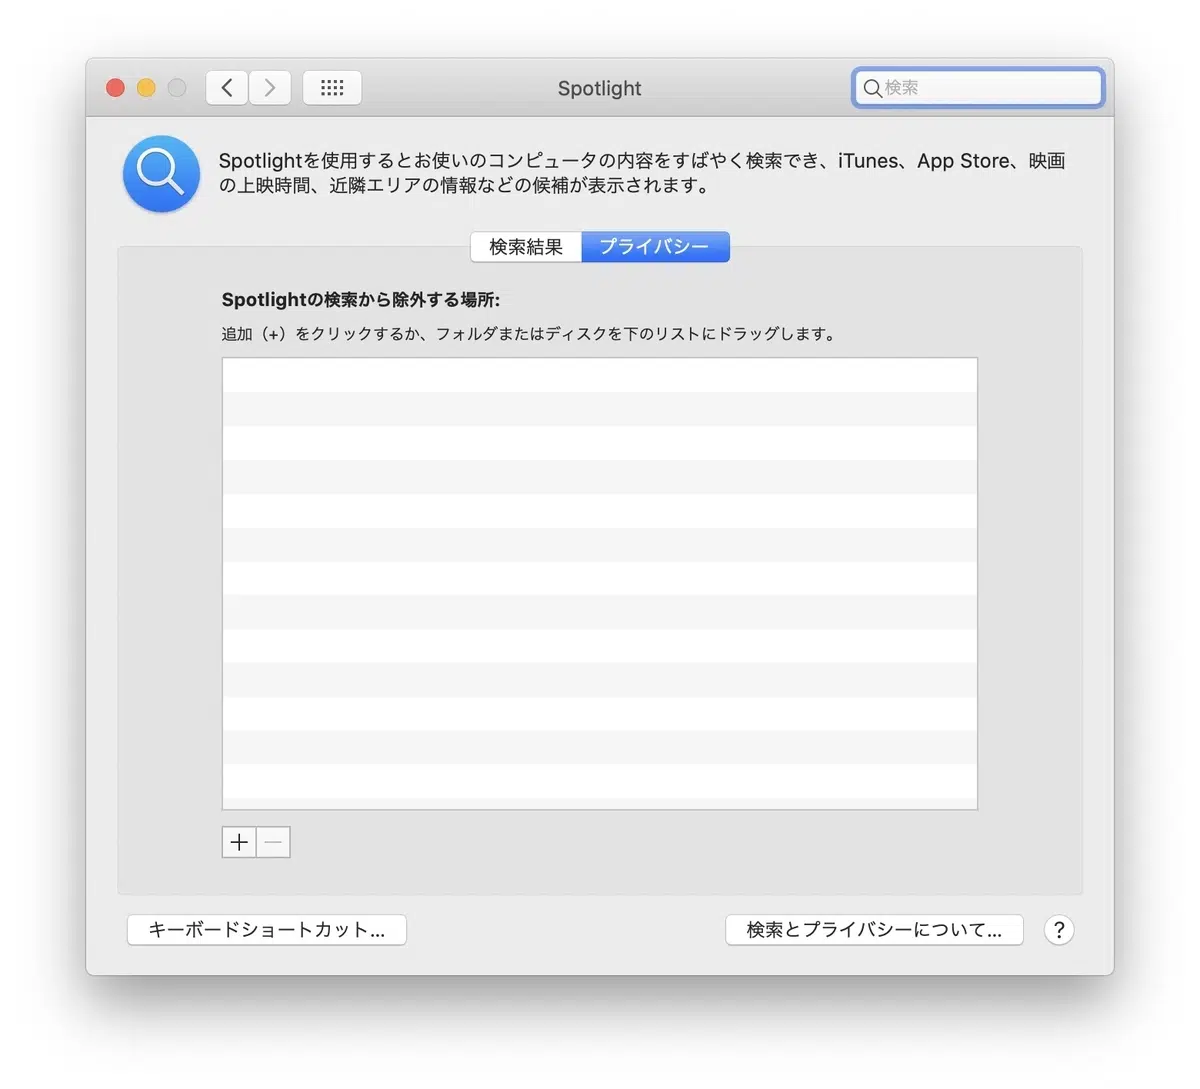 Spotlight
検索
Spotlightを使用するとお使いのコンピュータの内容をすばやく検索でき、iTunes、App Store、映画
の上映時間、近隣エリアの情報などの候補が表示されます。
検索結果
プライバシー
Spotlightの検索から除外する場所:
追加（+）をクリックするか、フォルダまたはディスクを下のリストにドラッグします。
キーボードショートカット...
検索とプライバシーについて...
?